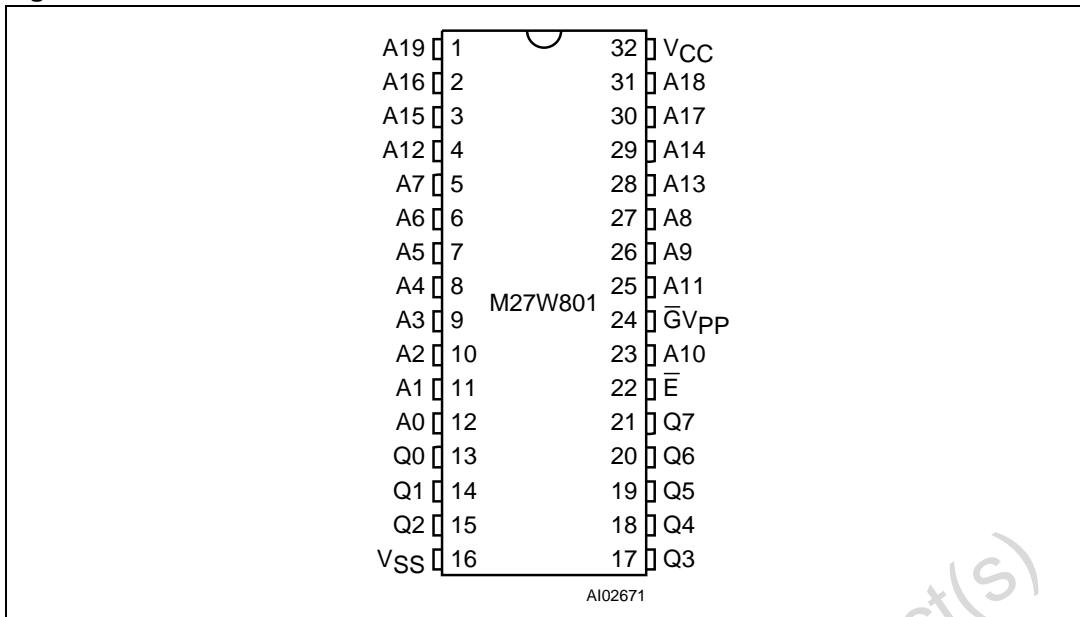 A19 1 32 VCC
A16 2 31 A18
A15 3 30 A17
A12 4 29 A14
A7 5 28 A13
A6 6 27 A8
A5 7 26 A9
A4 8 25 A11
M27W801
A3 9 24 G̅VPP
A2 10 23 A10
A1 11 22 E̅
A0 12 21 Q7
Q0 13 20 Q6
Q1 14 19 Q5
Q2 15 18 Q4
VSS 16 17 Q3
AI02671